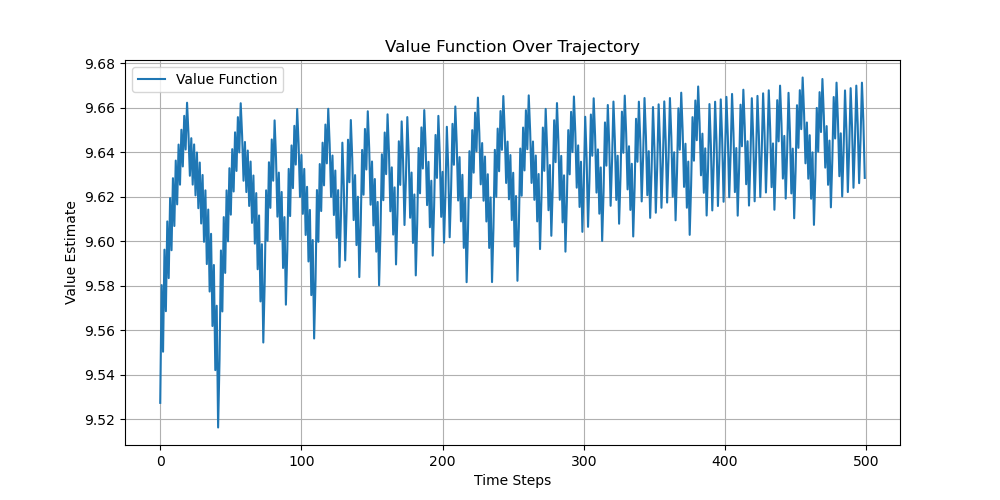 Value Function Over Trajectory
Value Function
Value Estimate
9.68
9.66
9.64
9.62
9.60
9.58
9.56
9.54
9.52
0 100 200 300 400 500
Time Steps